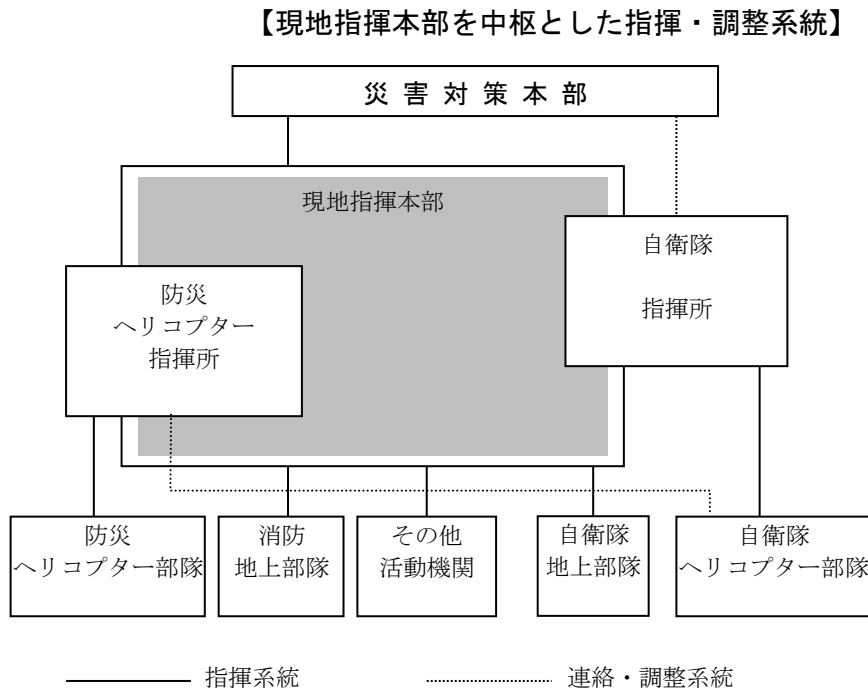 【現地指揮本部を中枢とした指揮・調整系統】
災 害 対 策 本 部
現地指揮本部
自衛隊
指揮所
防災
ヘリコプター
指揮所
防災
ヘリコプター部隊
消防
地上部隊
その他
活動機関
自衛隊
地上部隊
自衛隊
ヘリコプター部隊
指揮系統
連絡・調整系統